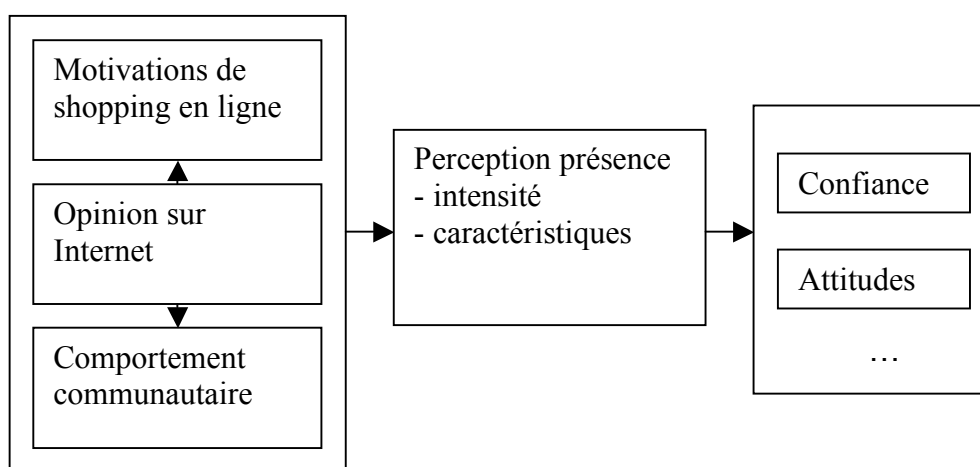 Motivations de
shopping en ligne
Opinion sur
Internet
Comportement
communautaire
Perception présence
- intensité
- caractéristiques
Confiance
Attitudes
…